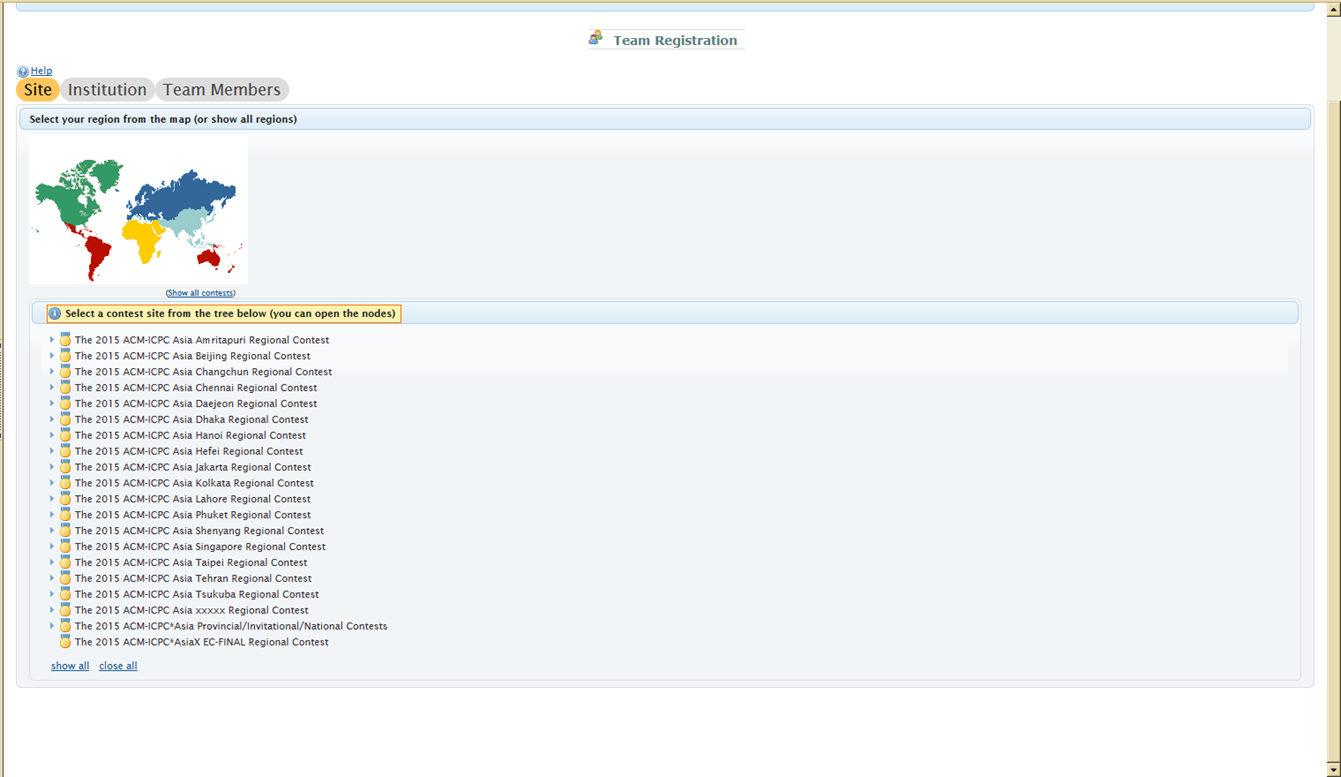 Team Registration
Help
Site Institution Team Members
Select your region from the map (or show all regions)
(Show all contests)
Select a contest site from the tree below (you can open the nodes)
The 2015 ACM-ICPC Asia Amritapuri Regional Contest
The 2015 ACM-ICPC Asia Beijing Regional Contest
The 2015 ACM-ICPC Asia Changchun Regional Contest
The 2015 ACM-ICPC Asia Chennai Regional Contest
The 2015 ACM-ICPC Asia Daejeon Regional Contest
The 2015 ACM-ICPC Asia Dhaka Regional Contest
The 2015 ACM-ICPC Asia Hanoi Regional Contest
The 2015 ACM-ICPC Asia Hefei Regional Contest
The 2015 ACM-ICPC Asia Jakarta Regional Contest
The 2015 ACM-ICPC Asia Kolkata Regional Contest
The 2015 ACM-ICPC Asia Lahore Regional Contest
The 2015 ACM-ICPC Asia Phuket Regional Contest
The 2015 ACM-ICPC Asia Shenyang Regional Contest
The 2015 ACM-ICPC Asia Singapore Regional Contest
The 2015 ACM-ICPC Asia Taipei Regional Contest
The 2015 ACM-ICPC Asia Tehran Regional Contest
The 2015 ACM-ICPC Asia Tsukuba Regional Contest
The 2015 ACM-ICPC Asia xxxxx Regional Contest
The 2015 ACM-ICPC*Asia Provincial/Invitational/National Contests
The 2015 ACM-ICPC*AsiaX EC-FINAL Regional Contest
show all close all